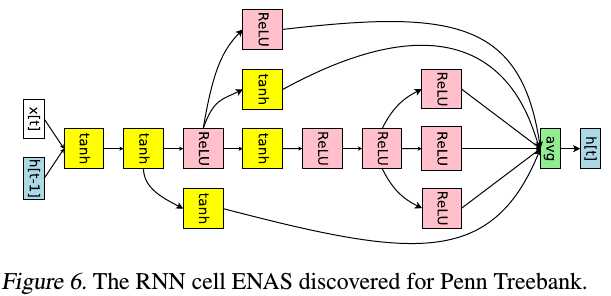 ReLU
tanh
ReLU
x[t]
h[t-1]
tanh
tanh
ReLU
tanh
ReLU
ReLU
ReLU
avg
h[t]
tanh
ReLU
Figure 6. The RNN cell ENAS discovered for Penn Treebank.